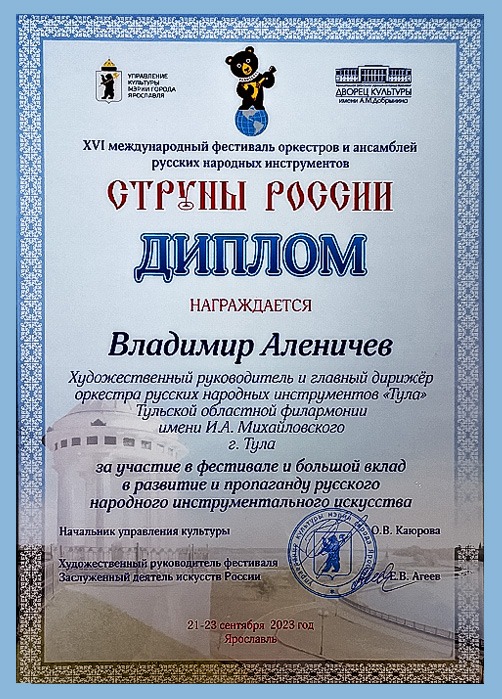 УПРАВЛЕНИЕ
КУЛЬТУРЫ
МЭРИИ ГОРОДА
ЯРОСЛАВЛЯ
ДВОРЕЦ КУЛЬТУРЫ
имени А.М.Добрынина
XVI международный фестиваль оркестров и ансамблей
русских народных инструментов
СТРУНЫ РОССИИ
ДИПЛОМ
НАГРАЖДАЕТСЯ
Владимир Аленичев
Художественный руководитель и главный дирижёр
оркестра русских народных инструментов «Тула»
Тульской областной филармонии
имени И.А. Михайловского
г. Тула
за участие в фестивале и большой вклад
в развитие и пропаганду русского
народного инструментального искусства
Начальник управления культуры О.В. Каюрова
Художественный руководитель фестиваля
Заслуженный деятель искусств России Е.В. Агеев
21-23 сентября 2023 год
Ярославль